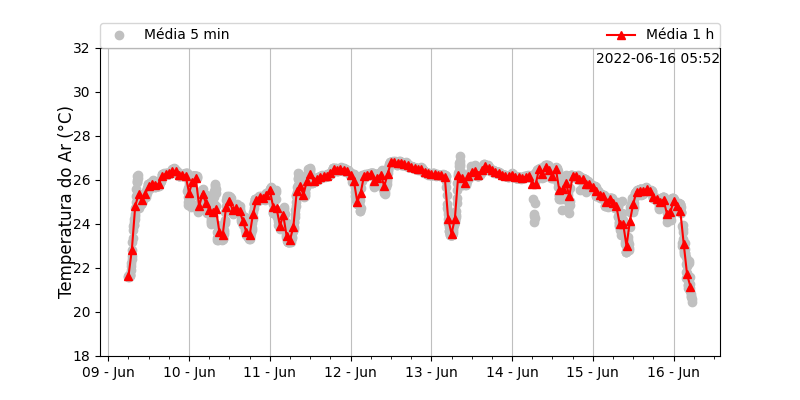 Média 5 min
Média 1 h
2022-06-16 05:52
Temperatura do Ar (°C)
32
30
28
26
24
22
20
18
09 - Jun
10 - Jun
11 - Jun
12 - Jun
13 - Jun
14 - Jun
15 - Jun
16 - Jun